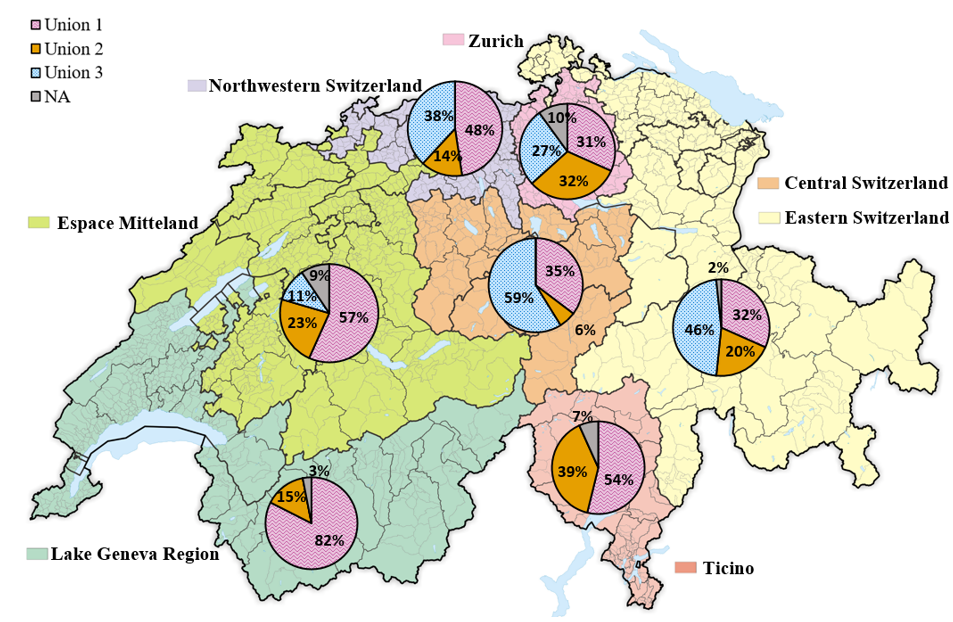 Union 1
Union 2
Union 3
NA
Zurich
Northwestern Switzerland
38%
48%
14%
10%
31%
27%
32%
Central Switzerland
Eastern Switzerland
Espace Mitteland
9%
11%
57%
23%
35%
59%
6%
2%
32%
46%
20%
7%
39%
54%
3%
15%
82%
Lake Geneva Region
Ticino